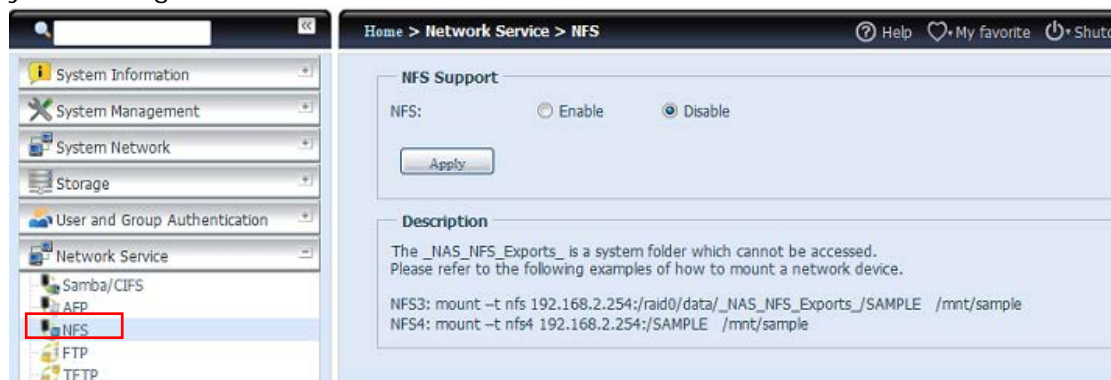 Home > Network Service > NFS
Help
My favorite
System Information
System Management
System Network
Storage
User and Group Authentication
Network Service
Samba/CIFS
AFP
NFS
FTP
TFTP
NFS Support
NFS:
Enable
Disable
Apply
Description
The _NAS_NFS_Exports_ is a system folder which cannot be accessed.
Please refer to the following examples of how to mount a network device.
NFS3: mount –t nfs 192.168.2.254:/raid0/data/_NAS_NFS_Exports_/SAMPLE /mnt/sample
NFS4: mount –t nfs4 192.168.2.254:/SAMPLE /mnt/sample